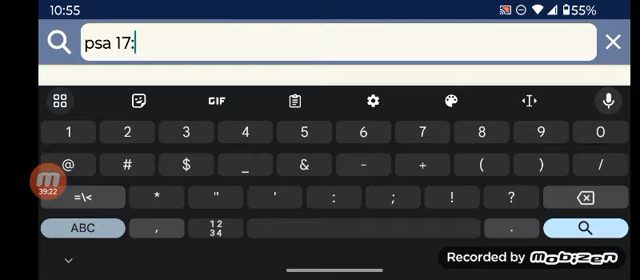 10:55 55%
psa 17:
GIF
1 2 3 4 5 6 7 8 9 0
@ # $ _ & - + ( ) /
=\< * " ' : ; ! ?
ABC , 12 34 .
39:22
Recorded by mobizen